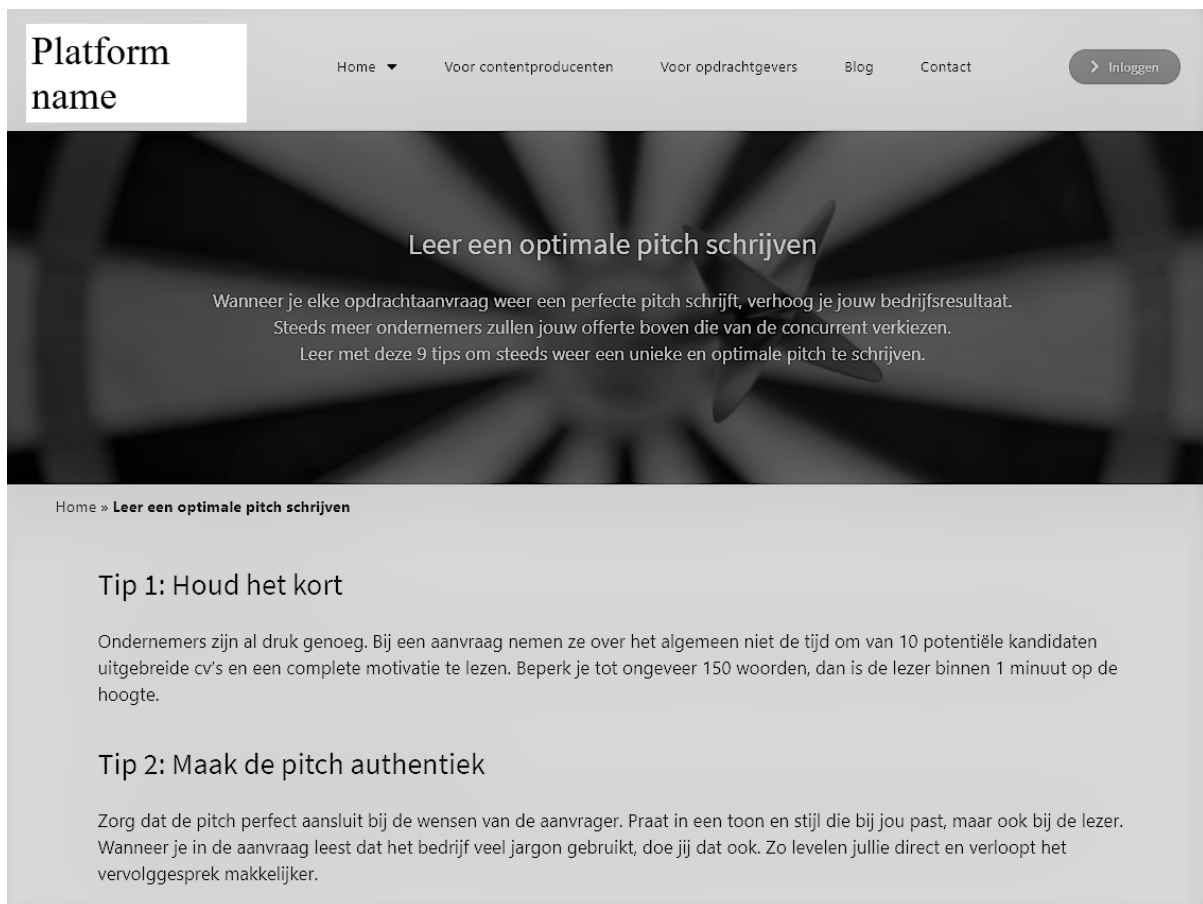 Platform
name
Home
Voor contentproducenten
Voor opdrachtgevers
Blog
Contact
Inloggen
Leer een optimale pitch schrijven
Wanneer je elke opdrachtaanvraag weer een perfecte pitch schrijft, verhoog je jouw bedrijfsresultaat.
Steeds meer ondernemers zullen jouw offerte boven die van de concurrent verkiezen.
Leer met deze 9 tips om steeds weer een unieke en optimale pitch te schrijven.
Home » Leer een optimale pitch schrijven
Tip 1: Houd het kort
Ondernemers zijn al druk genoeg. Bij een aanvraag nemen ze over het algemeen niet de tijd om van 10 potentiële kandidaten
uitgebreide cv's en een complete motivatie te lezen. Beperk je tot ongeveer 150 woorden, dan is de lezer binnen 1 minuut op de
hoogte.
Tip 2: Maak de pitch authentiek
Zorg dat de pitch perfect aansluit bij de wensen van de aanvrager. Praat in een toon en stijl die bij jou past, maar ook bij de lezer.
Wanneer je in de aanvraag leest dat het bedrijf veel jargon gebruikt, doe jij dat ook. Zo levelen jullie direct en verloopt het
vervolggesprek makkelijker.